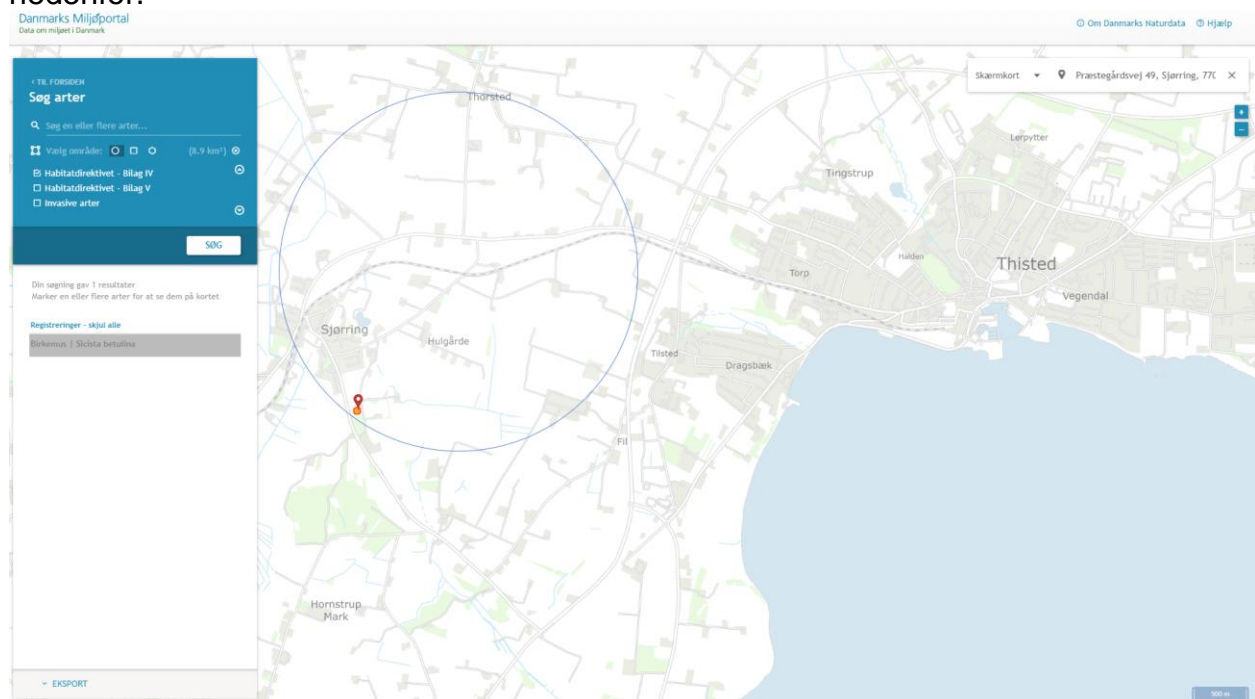 nedenfor.
Danmarks Miljøportal
Data om miljøet i Danmark
Om Danmarks Naturdata
Hjælp
< TIL FORSIDEN
Søg arter
Søg en eller flere arter...
Vælg område: (8.9 km²)
Habitatdirektivet - Bilag IV
Habitatdirektivet - Bilag V
Invasive arter
SØG
Din søgning gav 1 resultater
Marker en eller flere arter for at se dem på kortet
Registreringer - skjul alle
Birkemus | Sicista betulina
EKSPORT
Skærmkort
Præstegårdsvej 49, Sjørring, 770
+
−
Thorsted
Lerpytter
Tingstrup
Halden
Thisted
Torp
Vegendal
Sjørring
Hulgårde
Tilsted
Dragsbæk
Fil
Hornstrup
Mark
500 m